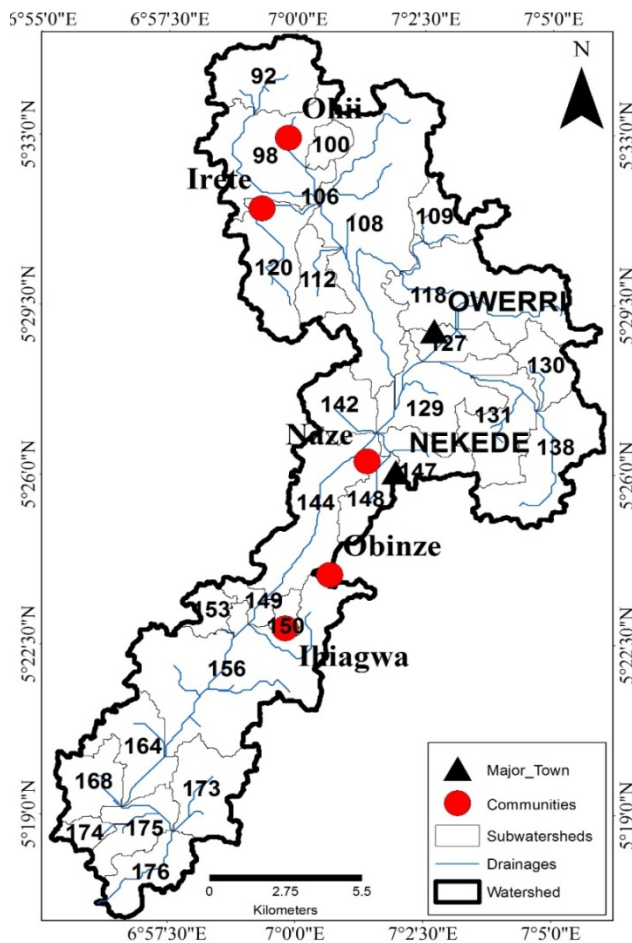 6°55'0"E 6°57'30"E 7°0'0"E 7°2'30"E 7°5'0"E
N
92
Ohii
5°33'0"N
5°33'0"N
98
100
Irete
106
108
109
120
112
118
5°29'30"N
5°29'30"N
OWERRI
127
130
142
129
131
Naze
NEKEDE
138
5°26'0"N
147
5°26'0"N
144
148
Obinze
149
153
150
5°22'30"N
5°22'30"N
Ihiagwa
156
164
168
173
5°19'0"N
5°19'0"N
174
175
176
Major_Town
Communities
Subwatersheds
Drainages
Watershed
0 2.75 5.5
Kilometers
6°57'30"E 7°0'0"E 7°2'30"E 7°5'0"E